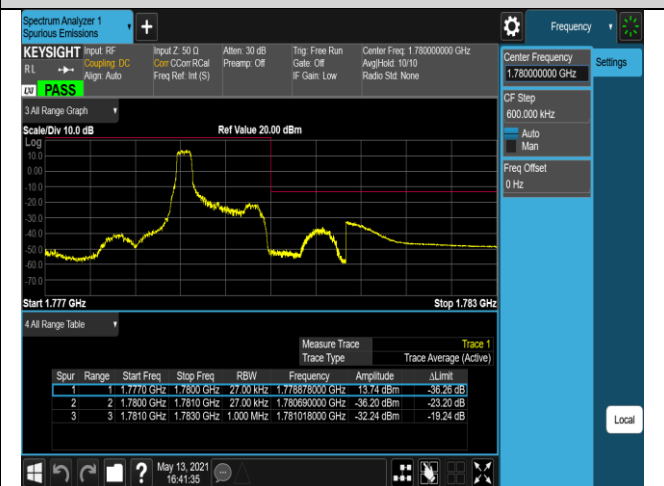 Spectrum Analyzer 1
Spurious Emissions
+
Frequency
KEYSIGHT
RL
LXI
PASS
Input: RF
Coupling: DC
Align: Auto
Input Z: 50 Ω
Corr CCorr RCal
Freq Ref: Int (S)
Atten: 30 dB
Preamp: Off
Trig: Free Run
Gate: Off
IF Gain: Low
Center Freq: 1.780000000 GHz
Avg|Hold: 10/10
Radio Std: None
Center Frequency
1.780000000 GHz
Settings
CF Step
600.000 kHz
Auto
Man
Freq Offset
0 Hz
3 All Range Graph
Scale/Div 10.0 dB
Ref Value 20.00 dBm
Log
10.0
0.00
-10.0
-20.0
-30.0
-40.0
-50.0
-60.0
-70.0
Start 1.777 GHz
Stop 1.783 GHz
4 All Range Table
Measure Trace Trace 1
Trace Type Trace Average (Active)
Spur Range Start Freq Stop Freq RBW Frequency Amplitude ΔLimit
1 1 1.7770 GHz 1.7800 GHz 27.00 kHz 1.778878000 GHz 13.74 dBm -36.26 dB
2 2 1.7800 GHz 1.7810 GHz 27.00 kHz 1.780690000 GHz -36.20 dBm -23.20 dB
3 3 1.7810 GHz 1.7830 GHz 1.000 MHz 1.781018000 GHz -32.24 dBm -19.24 dB
Local
?
May 13, 2021
16:41:35